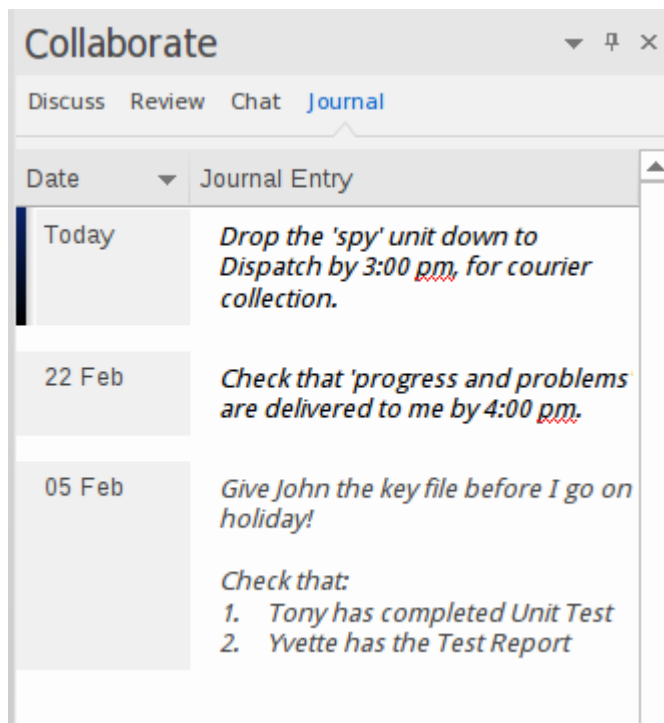 Collaborate
Discuss Review Chat Journal
Date Journal Entry
Today
Drop the 'spy' unit down to
Dispatch by 3:00 pm, for courier
collection.
22 Feb
Check that 'progress and problems'
are delivered to me by 4:00 pm.
05 Feb
Give John the key file before I go on
holiday!
Check that:
1. Tony has completed Unit Test
2. Yvette has the Test Report